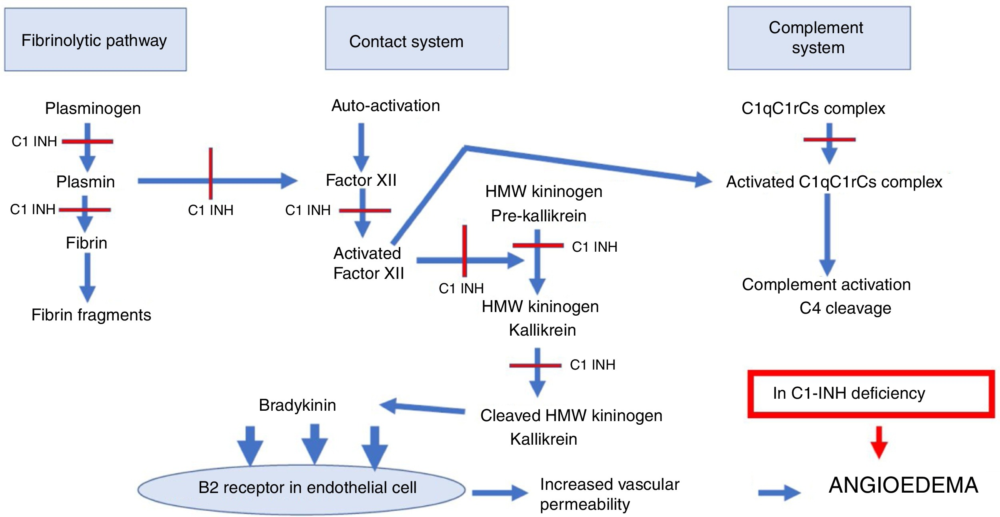 Fibrinolytic pathway
Contact system
Complement
system
Plasminogen
C1 INH
Plasmin
C1 INH
C1 INH
Fibrin
Fibrin fragments
Auto-activation
Factor XII
C1 INH
Activated
Factor XII
C1 INH
HMW kininogen
Pre-kallikrein
C1 INH
HMW kininogen
Kallikrein
C1 INH
Cleaved HMW kininogen
Kallikrein
Bradykinin
B2 receptor in endothelial cell
Increased vascular
permeability
C1qC1rCs complex
Activated C1qC1rCs complex
Complement activation
C4 cleavage
In C1-INH deficiency
ANGIOEDEMA